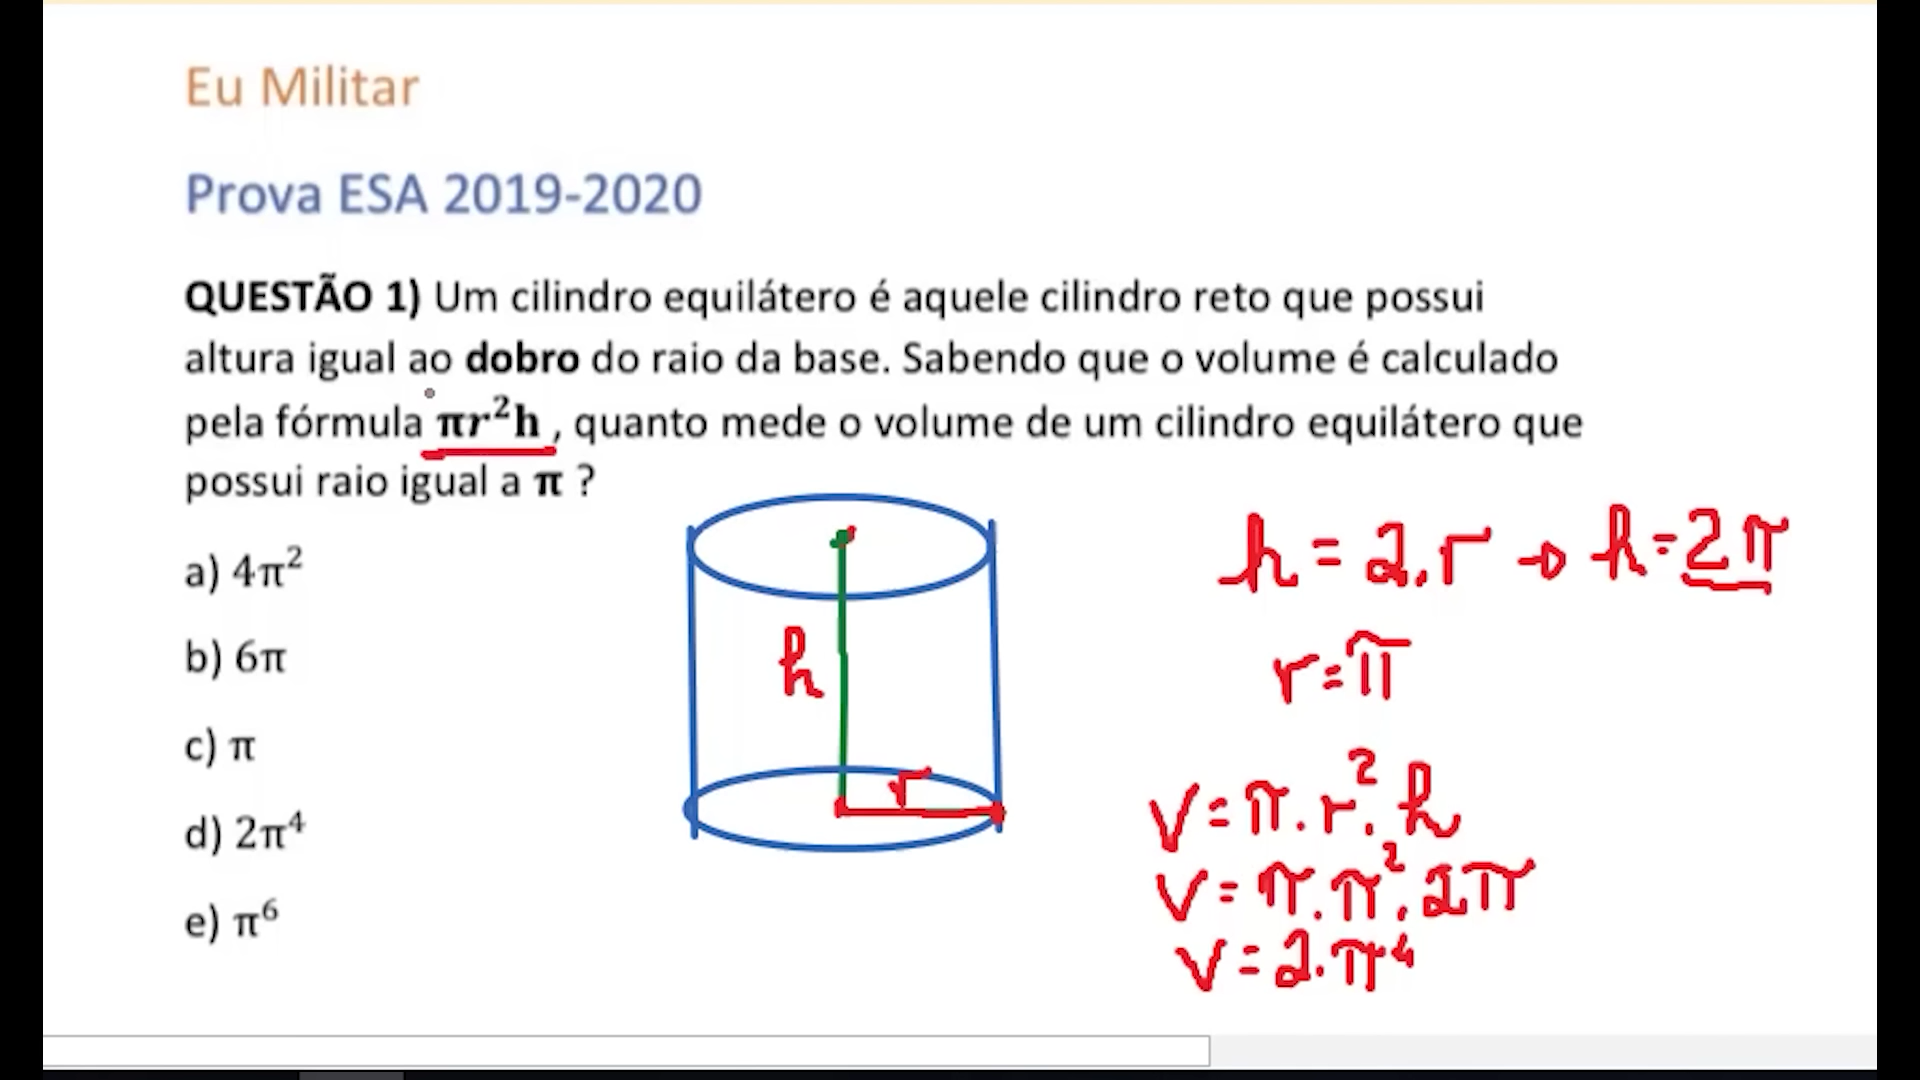 Eu Militar
Prova ESA 2019-2020
QUESTÃO 1) Um cilindro equilátero é aquele cilindro reto que possui
altura igual ao dobro do raio da base. Sabendo que o volume é calculado
pela fórmula πr²h , quanto mede o volume de um cilindro equilátero que
possui raio igual a π ?
a) 4π²
b) 6π
c) π
d) 2π⁴
e) π⁶
h
r
h = 2.r → h = 2π
r = π
V = π.r².h
V = π.π².2π
V = 2.π⁴